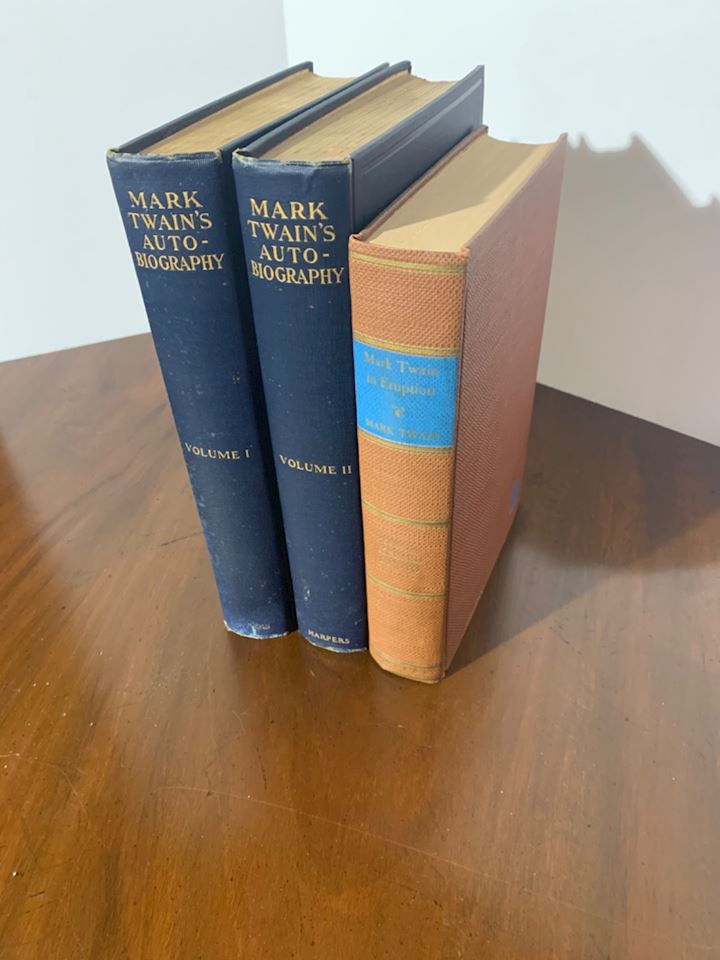 MARK
TWAIN'S
AUTO-
BIOGRAPHY
VOLUME I
MARK
TWAIN'S
AUTO-
BIOGRAPHY
VOLUME II
HARPERS
Mark Twain
in Eruption
MARK TWAIN